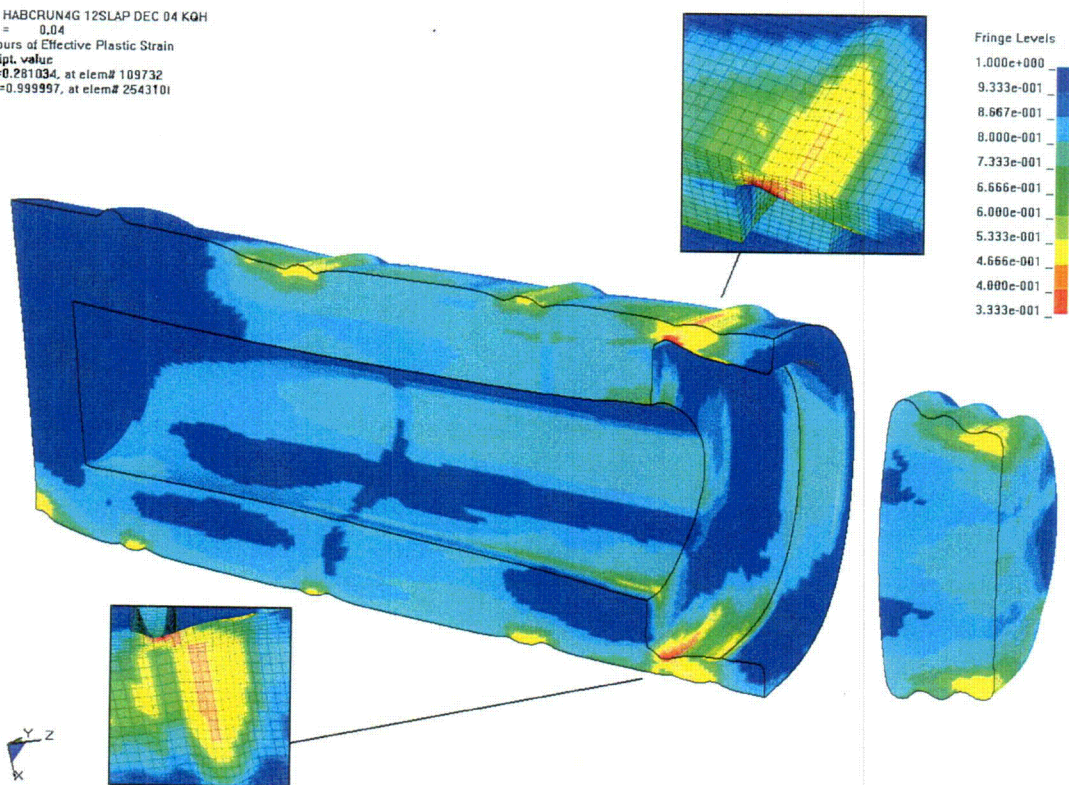 HABCRUN4G 12SLAP DEC 04 KQH
= 0.04
ours of Effective Plastic Strain
ipt. value
=0.281034, at elem# 109732
=0.999997, at elem# 254310
Fringe Levels
1.000e+000
9.333e-001
8.667e-001
8.000e-001
7.333e-001
6.666e-001
6.000e-001
5.333e-001
4.666e-001
4.000e-001
3.333e-001
Y
Z
X